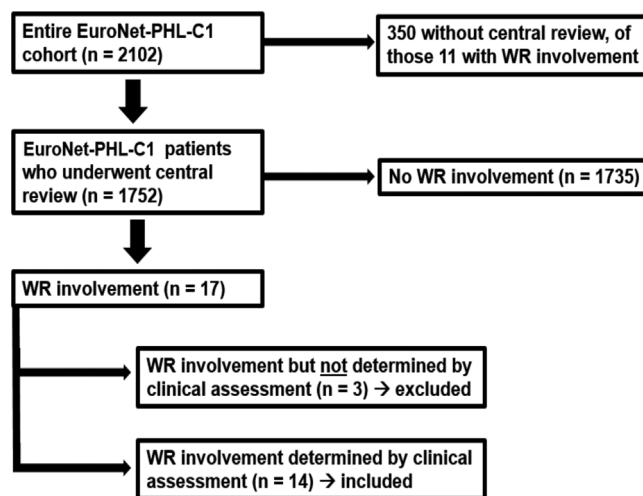 Entire EuroNet-PHL-C1
cohort (n = 2102)
350 without central review, of
those 11 with WR involvement
EuroNet-PHL-C1 patients
who underwent central
review (n = 1752)
No WR involvement (n = 1735)
WR involvement (n = 17)
WR involvement but not determined by
clinical assessment (n = 3) → excluded
WR involvement determined by clinical
assessment (n = 14) → included